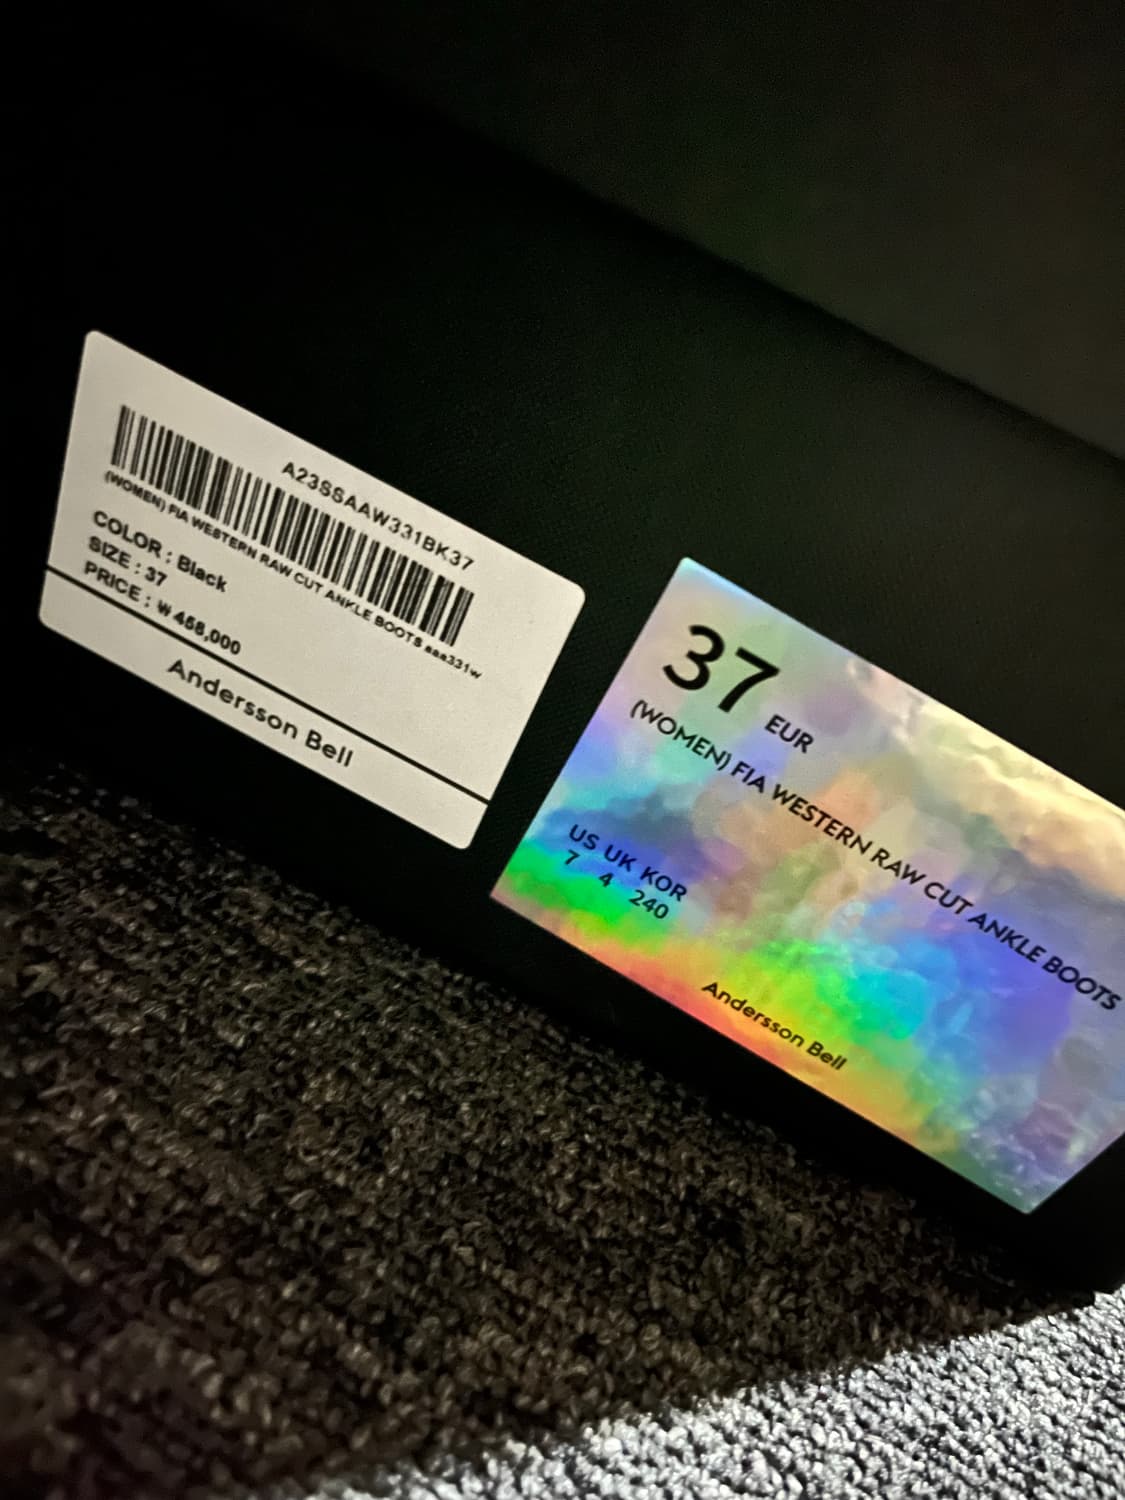 A23SSAAW331BK37
(WOMEN) FIA WESTERN RAW CUT ANKLE BOOTS aaa331w
COLOR : Black
SIZE : 37
PRICE : ₩ 458,000
Andersson Bell
37 EUR
(WOMEN) FIA WESTERN RAW CUT ANKLE BOOTS
US UK KOR
7 4 240
Andersson Bell